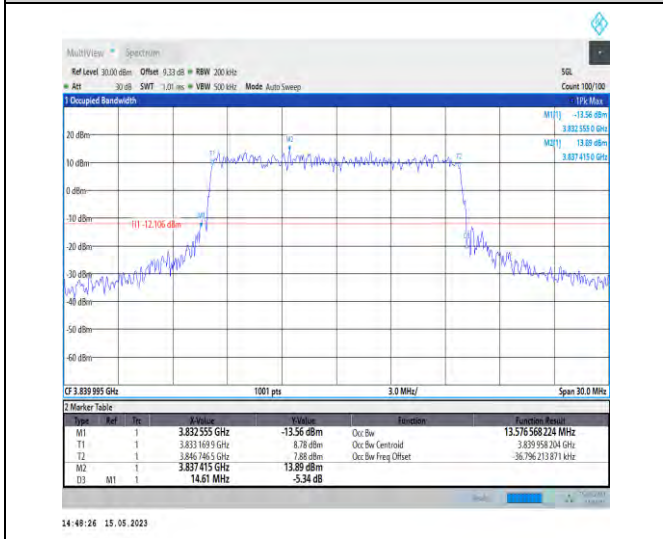 MultiView Spectrum
Ref Level 30.00 dBm Offset 9.33 dB RBW 200 kHz SGL
Att 30 dB SWT 1.01 ms VBW 500 kHz Mode Auto Sweep Count 100/100
1 Occupied Bandwidth 1Pk Max
M1[1] -13.56 dBm
3.832 555 0 GHz
M2[1] 13.89 dBm
3.837 415 0 GHz
20 dBm
M2
T1 T2
10 dBm
0 dBm
-10 dBm
M1
H1 -12.106 dBm
-20 dBm
-30 dBm
-40 dBm
-50 dBm
-60 dBm
CF 3.839 995 GHz 1001 pts 3.0 MHz/ Span 30.0 MHz
2 Marker Table
Type Ref Trc X-Value Y-Value Function Function Result
M1 1 3.832 555 GHz -13.56 dBm Occ Bw 13.576 568 224 MHz
T1 1 3.833 169 9 GHz 8.78 dBm Occ Bw Centroid 3.839 958 204 GHz
T2 1 3.846 746 5 GHz 7.88 dBm Occ Bw Freq Offset -36.796 213 871 kHz
M2 1 3.837 415 GHz 13.89 dBm
D3 M1 1 14.61 MHz -5.34 dB
14:48:26 15.05.2023